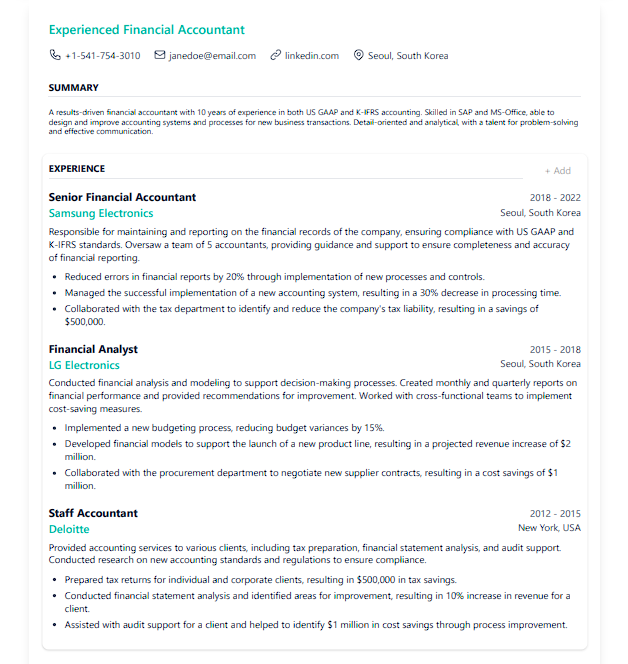 Experienced Financial Accountant
+1-541-754-3010 janedoe@email.com linkedin.com Seoul, South Korea
SUMMARY
A results-driven financial accountant with 10 years of experience in both US GAAP and K-IFRS accounting. Skilled in SAP and MS-Office, able to
design and improve accounting systems and processes for new business transactions. Detail-oriented and analytical, with a talent for problem-solving
and effective communication.
EXPERIENCE + Add
Senior Financial Accountant 2018 - 2022
Samsung Electronics Seoul, South Korea
Responsible for maintaining and reporting on the financial records of the company, ensuring compliance with US GAAP and
K-IFRS standards. Oversaw a team of 5 accountants, providing guidance and support to ensure completeness and accuracy
of financial reporting.
• Reduced errors in financial reports by 20% through implementation of new processes and controls.
• Managed the successful implementation of a new accounting system, resulting in a 30% decrease in processing time.
• Collaborated with the tax department to identify and reduce the company's tax liability, resulting in a savings of
$500,000.
Financial Analyst 2015 - 2018
LG Electronics Seoul, South Korea
Conducted financial analysis and modeling to support decision-making processes. Created monthly and quarterly reports on
financial performance and provided recommendations for improvement. Worked with cross-functional teams to implement
cost-saving measures.
• Implemented a new budgeting process, reducing budget variances by 15%.
• Developed financial models to support the launch of a new product line, resulting in a projected revenue increase of $2
million.
• Collaborated with the procurement department to negotiate new supplier contracts, resulting in a cost savings of $1
million.
Staff Accountant 2012 - 2015
Deloitte New York, USA
Provided accounting services to various clients, including tax preparation, financial statement analysis, and audit support.
Conducted research on new accounting standards and regulations to ensure compliance.
• Prepared tax returns for individual and corporate clients, resulting in $500,000 in tax savings.
• Conducted financial statement analysis and identified areas for improvement, resulting in 10% increase in revenue for a
client.
• Assisted with audit support for a client and helped to identify $1 million in cost savings through process improvement.